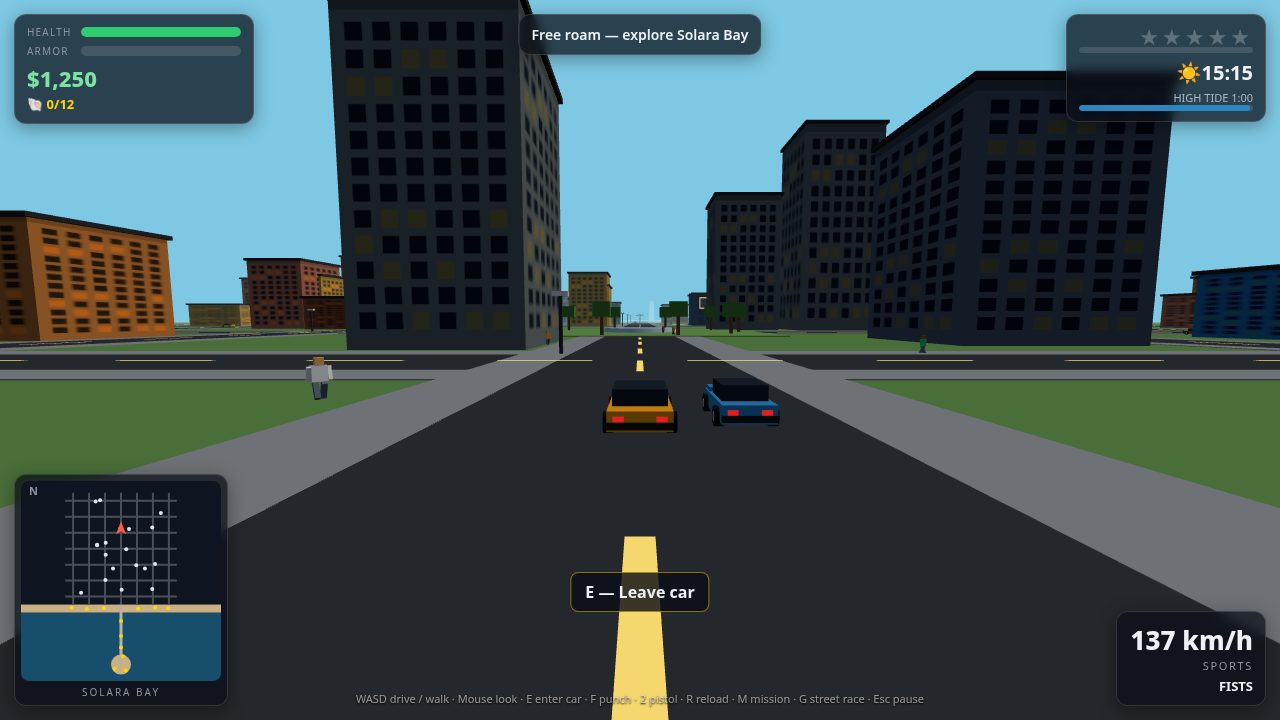 HEALTH
ARMOR
$1,250
0/12
Free roam — explore Solara Bay
★★★★★
☀️15:15
HIGH TIDE 1:00
N
SOLARA BAY
E — Leave car
137 km/h
SPORTS
FISTS
WASD drive / walk · Mouse look · E enter car · F punch · 2 pistol · R reload · M mission · G street race · Esc pause